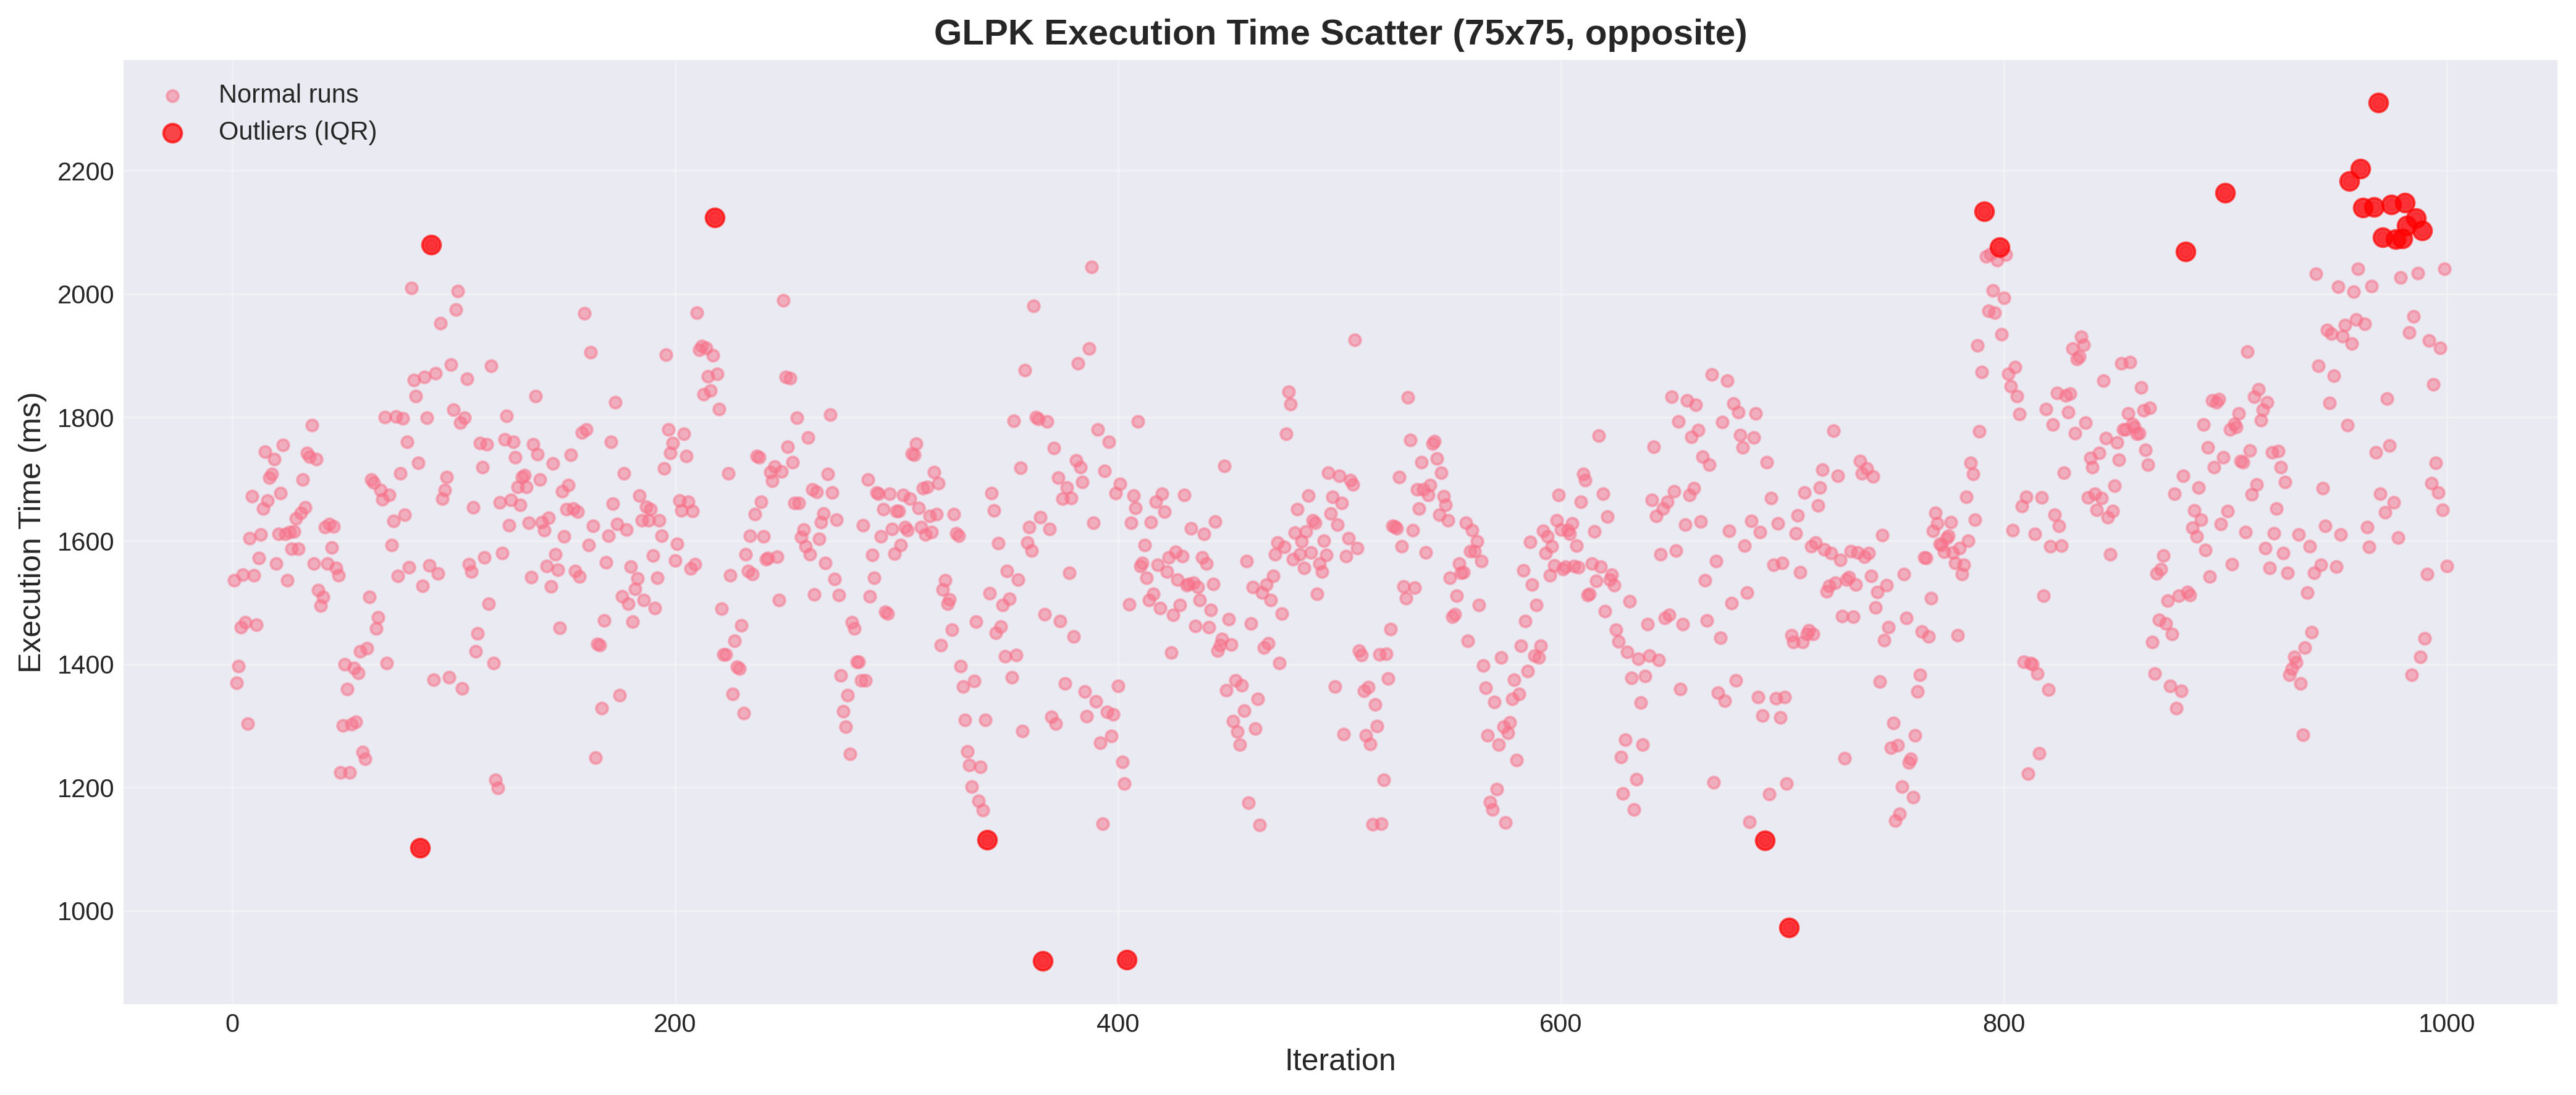 GLPK Execution Time Scatter (75x75, opposite)
Normal runs
Outliers (IQR)
Execution Time (ms)
2200
2000
1800
1600
1400
1200
1000
0 200 400 600 800 1000
Iteration